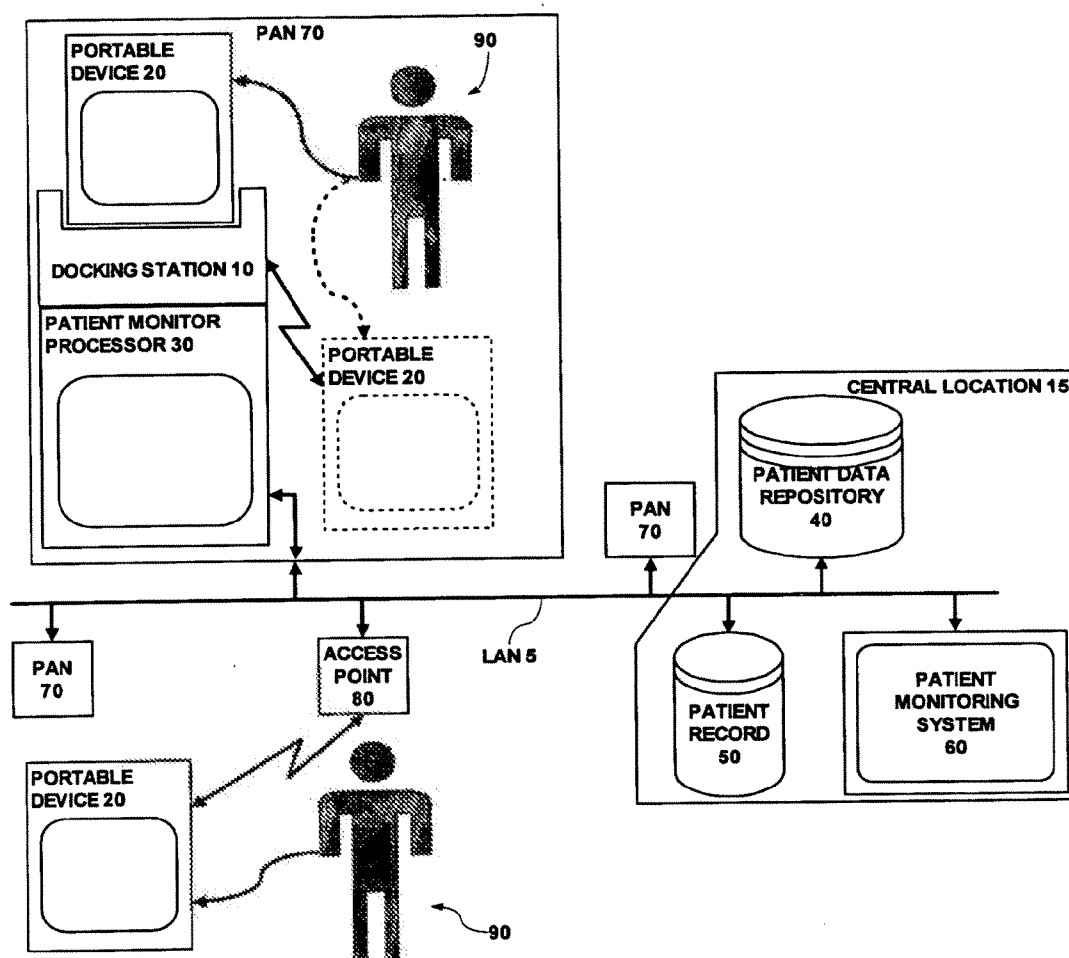 PAN 70
90
PORTABLE
DEVICE 20
DOCKING STATION 10
PATIENT MONITOR
PROCESSOR 30
PORTABLE
DEVICE 20
CENTRAL LOCATION 15
PATIENT DATA
REPOSITORY
40
PAN
70
PAN
70
ACCESS
POINT
80
LAN 5
PATIENT
RECORD
50
PATIENT
MONITORING
SYSTEM
60
PORTABLE
DEVICE 20
90